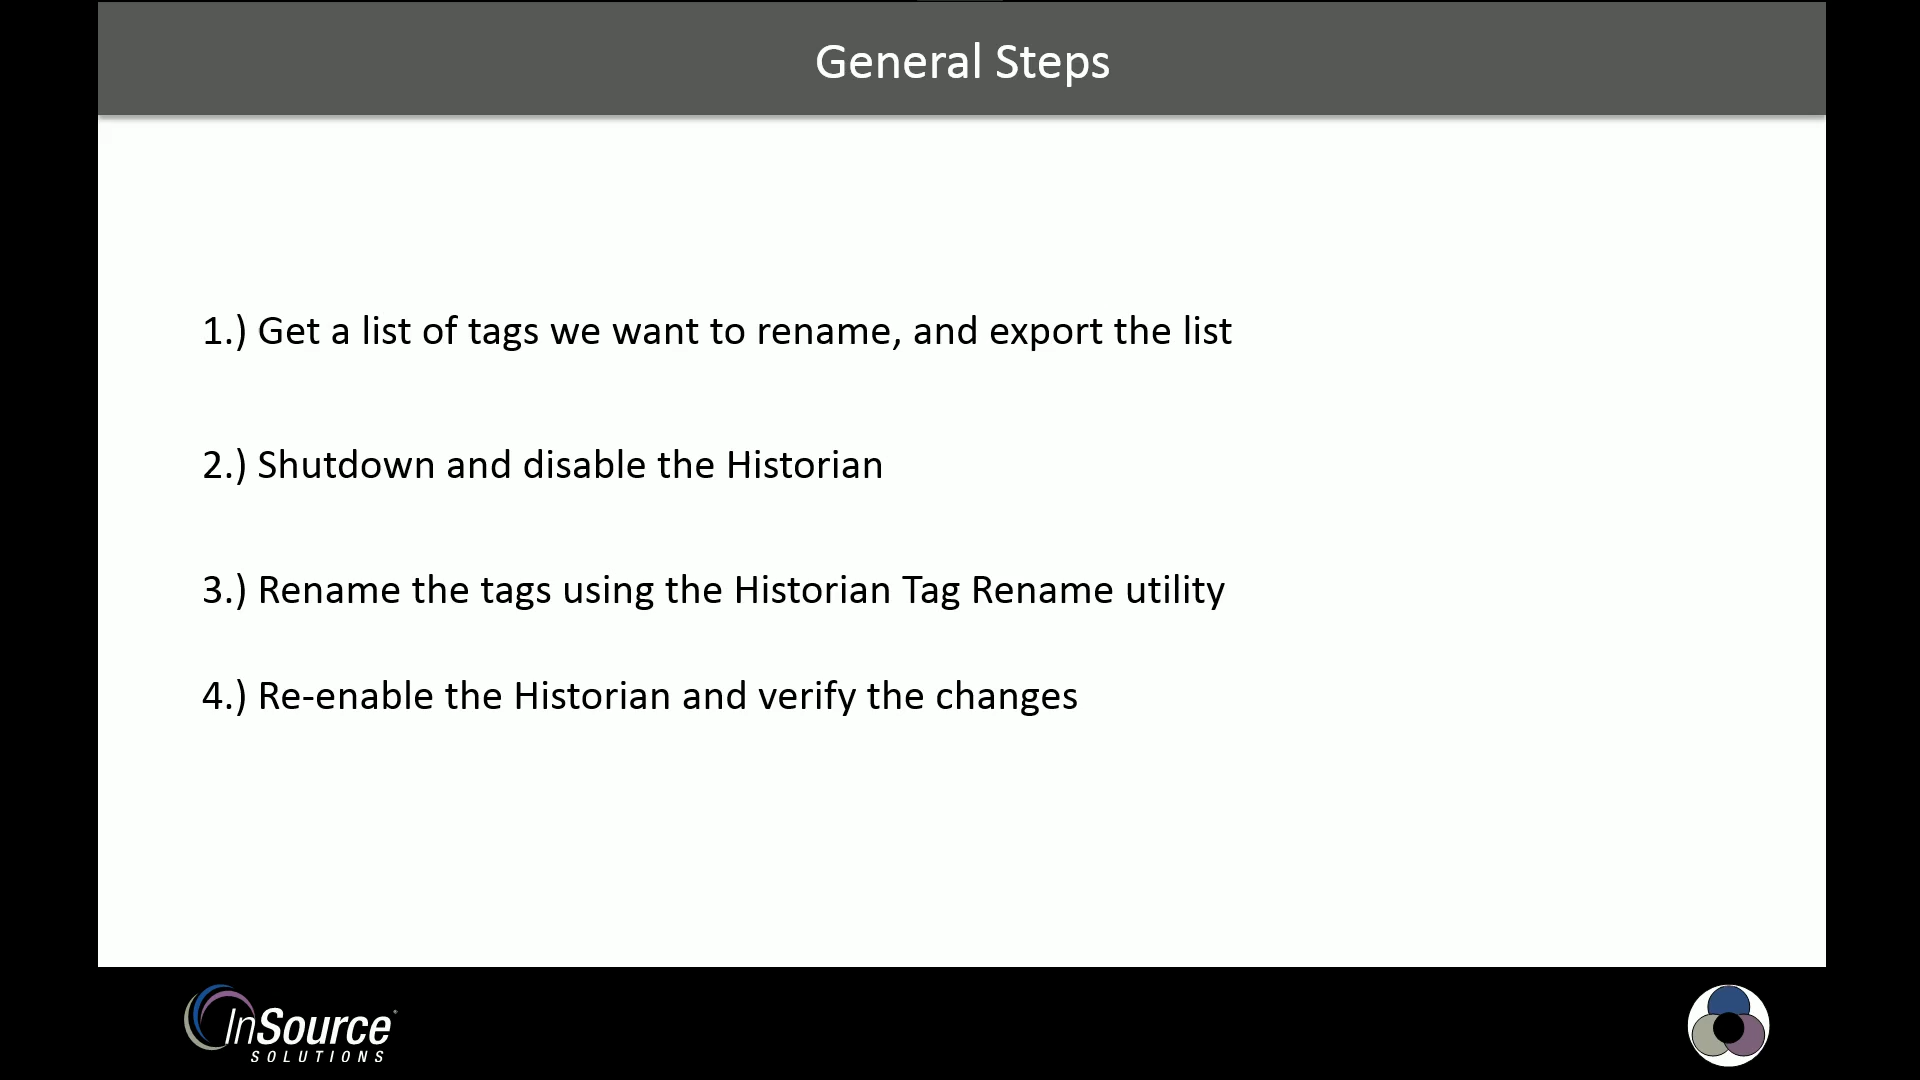 General Steps
1.) Get a list of tags we want to rename, and export the list
2.) Shutdown and disable the Historian
3.) Rename the tags using the Historian Tag Rename utility
4.) Re-enable the Historian and verify the changes
InSource
SOLUTIONS